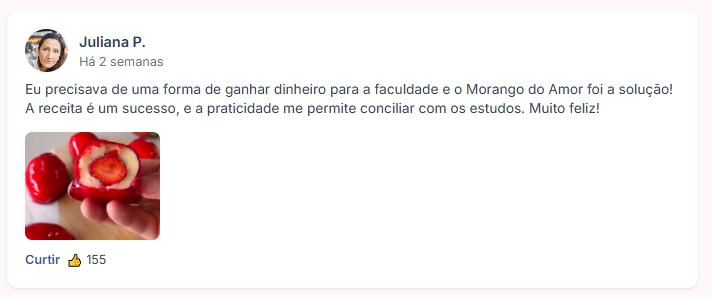 Juliana P.
Há 2 semanas
Eu precisava de uma forma de ganhar dinheiro para a faculdade e o Morango do Amor foi a solução!
A receita é um sucesso, e a praticidade me permite conciliar com os estudos. Muito feliz!
Curtir 👍 155